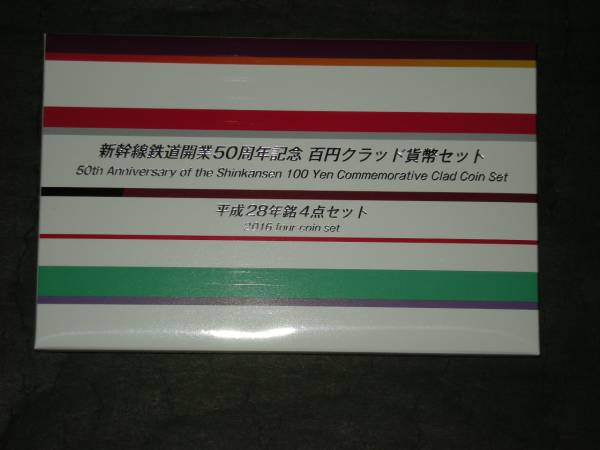 新幹線鉄道開業50周年記念 百円クラッド貨幣セット
50th Anniversary of the Shinkansen 100 Yen Commemorative Clad Coin Set
平成28年銘4点セット
2016 four-coin set